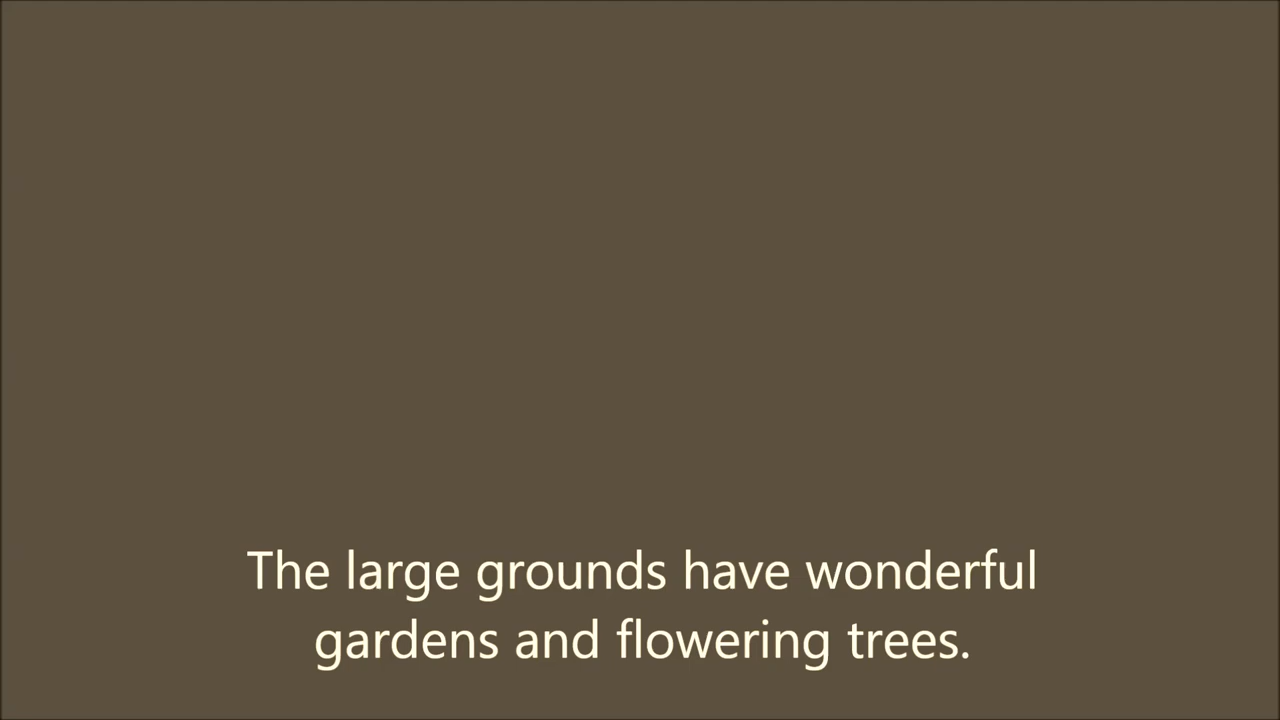 The large grounds have wonderful
gardens and flowering trees.